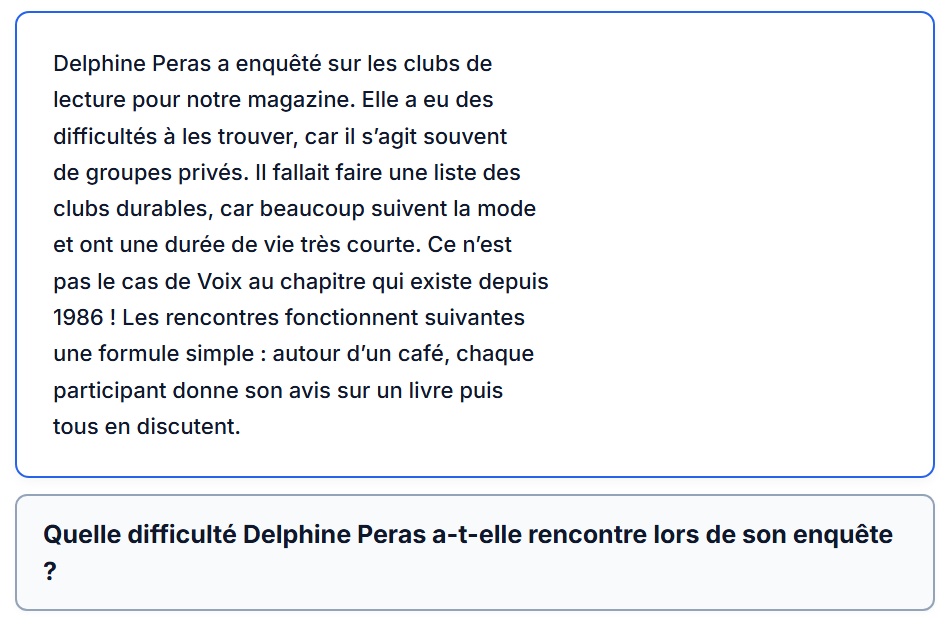 Delphine Peras a enquêté sur les clubs de
lecture pour notre magazine. Elle a eu des
difficultés à les trouver, car il s’agit souvent
de groupes privés. Il fallait faire une liste des
clubs durables, car beaucoup suivent la mode
et ont une durée de vie très courte. Ce n’est
pas le cas de Voix au chapitre qui existe depuis
1986 ! Les rencontres fonctionnent suivantes
une formule simple : autour d’un café, chaque
participant donne son avis sur un livre puis
tous en discutent.
Quelle difficulté Delphine Peras a-t-elle rencontre lors de son enquête
?